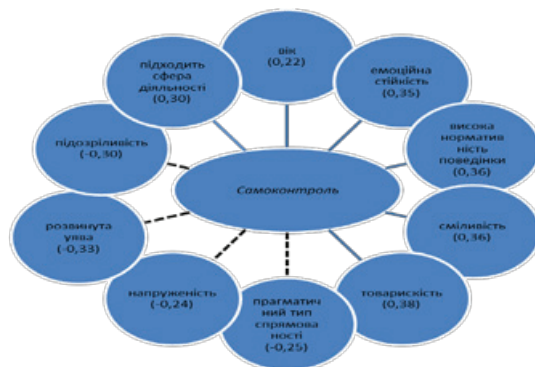 вік
(0,22)
емоційна
стійкість
(0,35)
висока
норматив
ність
поведінки
(0,36)
сміливість
(0,36)
товариськість
(0,38)
прагматич
ний тип
спрямова
ності
(-0,25)
напруженість
(-0,24)
розвинута
уява
(-0,33)
підозріливість
(-0,30)
підходить
сфера
діяльності
(0,30)
Самоконтроль